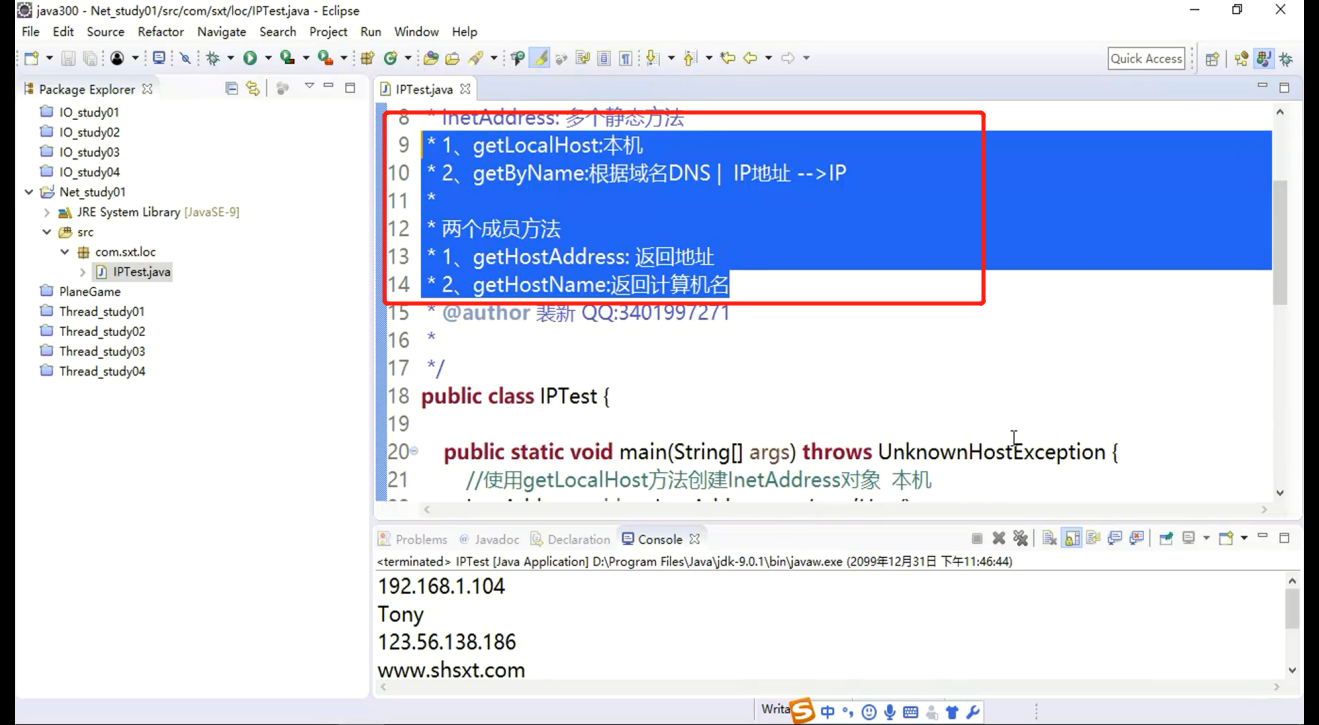 java300 - Net_study01/src/com/sxt/loc/IPTest.java - Eclipse
File Edit Source Refactor Navigate Search Project Run Window Help
Quick Access
Package Explorer
IO_study01
IO_study02
IO_study03
IO_study04
Net_study01
JRE System Library [JavaSE-9]
src
com.sxt.loc
IPTest.java
PlaneGame
Thread_study01
Thread_study02
Thread_study03
Thread_study04
IPTest.java
8 * InetAddress: 多个静态方法
9 * 1、getLocalHost:本机
10 * 2、getByName:根据域名DNS | IP地址 -->IP
11 *
12 * 两个成员方法
13 * 1、getHostAddress: 返回地址
14 * 2、getHostName:返回计算机名
15 * @author 裴新 QQ:3401997271
16 *
17 */
18 public class IPTest {
19
20 public static void main(String[] args) throws UnknownHostException {
21 //使用getLocalHost方法创建InetAddress对象 本机
Problems Javadoc Declaration Console
<terminated> IPTest [Java Application] D:\Program Files\Java\jdk-9.0.1\bin\javaw.exe (2099年12月31日 下午11:46:44)
192.168.1.104
Tony
123.56.138.186
www.shsxt.com
Writa
中